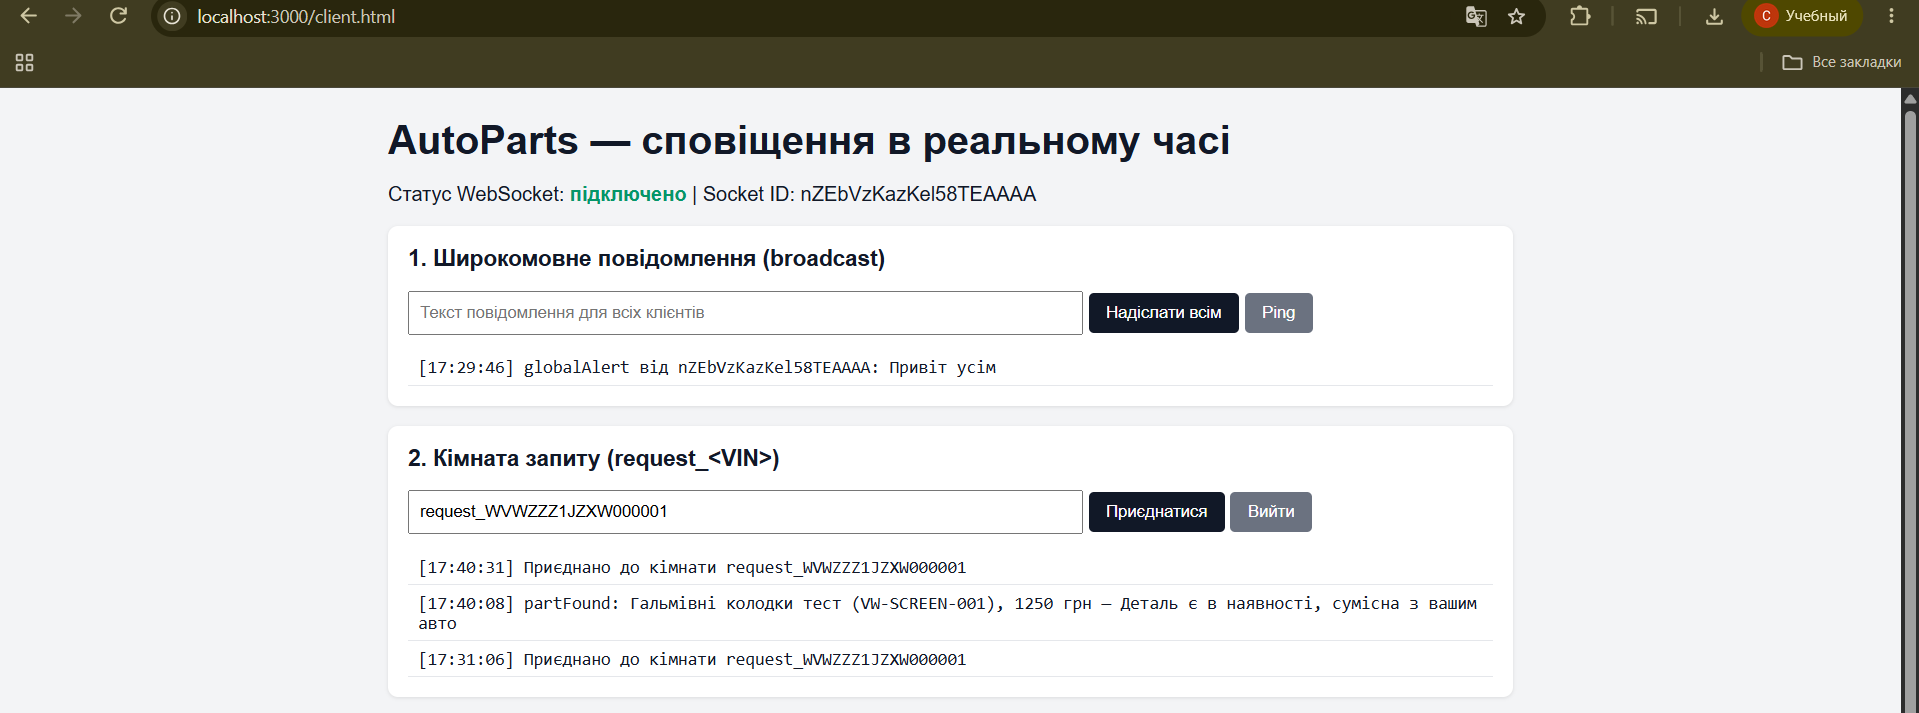 localhost:3000/client.html
С Учебный
Все закладки
AutoParts — сповіщення в реальному часі
Статус WebSocket: підключено | Socket ID: nZEbVzKazKel58TEAAAA
1. Широкомовне повідомлення (broadcast)
Текст повідомлення для всіх клієнтів Надіслати всім Ping
[17:29:46] globalAlert від nZEbVzKazKel58TEAAAA: Привіт усім
2. Кімната запиту (request_<VIN>)
request_WVWZZZ1JZXW000001 Приєднатися Вийти
[17:40:31] Приєднано до кімнати request_WVWZZZ1JZXW000001
[17:40:08] partFound: Гальмівні колодки тест (VW-SCREEN-001), 1250 грн — Деталь є в наявності, сумісна з вашим
авто
[17:31:06] Приєднано до кімнати request_WVWZZZ1JZXW000001